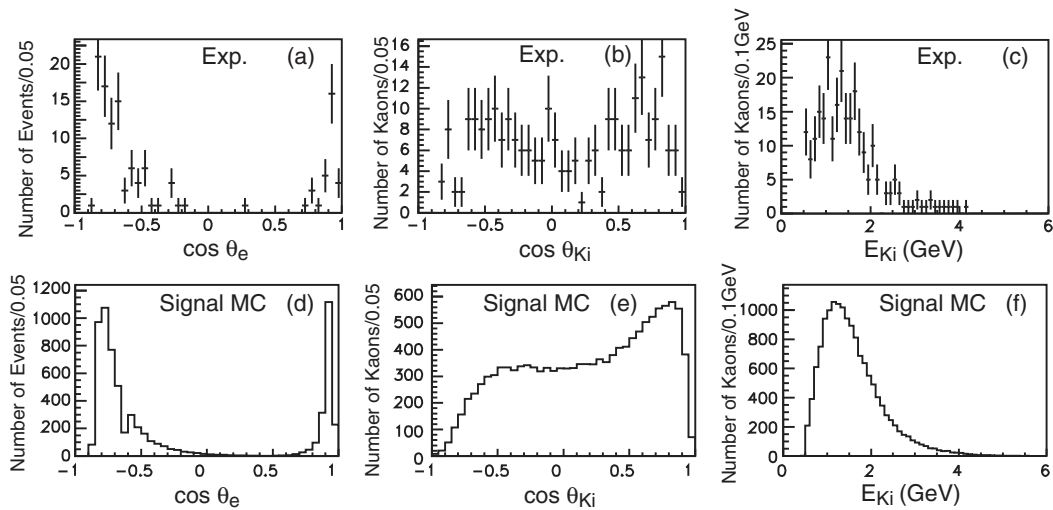 Number of Events/0.05
20
15
10
5
0
Exp. (a)
−1 −0.5 0 0.5 1
cos θe
Number of Kaons/0.05
16
14
12
10
8
6
4
2
0
(b)
Exp.
−1 −0.5 0 0.5 1
cos θKi
Number of Kaons/0.1GeV
25
20
15
10
5
0
(c)
Exp.
0 2 4 6
EKi (GeV)
Number of Events/0.05
1200
1000
800
600
400
200
0
Signal MC (d)
−1 −0.5 0 0.5 1
cos θe
Number of Kaons/0.05
600
500
400
300
200
100
0
Signal MC (e)
−1 −0.5 0 0.5 1
cos θKi
Number of Kaons/0.1GeV
1000
800
600
400
200
0
Signal MC (f)
0 2 4 6
EKi (GeV)